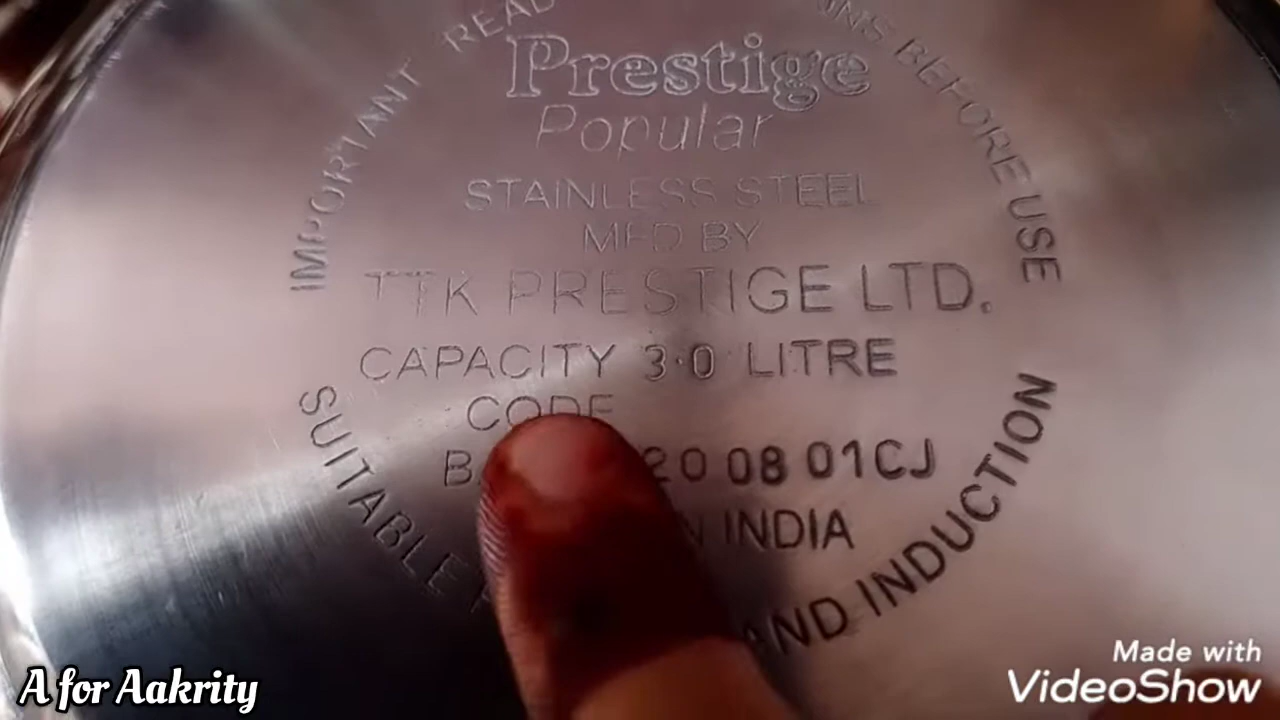 IMPORTANT READ
BEFORE USE
Prestige
Popular
STAINLESS STEEL
MFD BY
TTK PRESTIGE LTD.
CAPACITY 3.0 LITRE
CODE
20 08 01CJ
INDIA
SUITABLE
AND INDUCTION
A for Aakrity
Made with
VideoShow